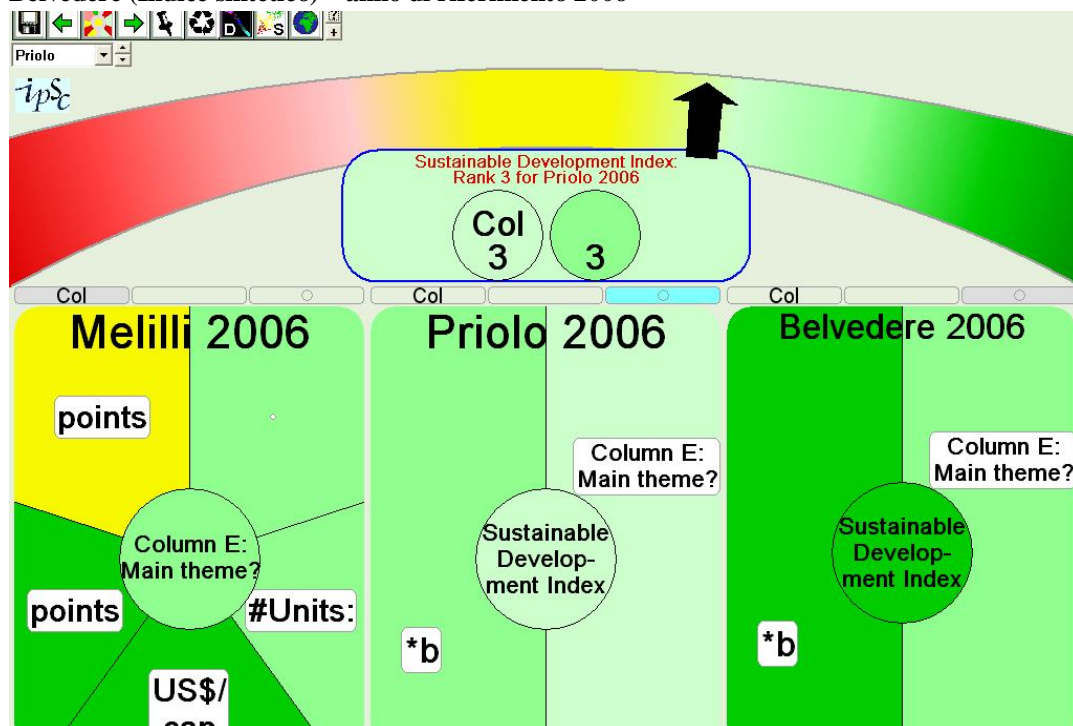 Belvedere (indice sintetico) – anno di riferimento 2006
D
S
?
+
Priolo
ipSc
Sustainable Development Index:
Rank 3 for Priolo 2006
Col
3
3
Col
Col
Col
Melilli 2006
Priolo 2006
Belvedere 2006
points
Column E:
Main theme?
Column E:
Main theme?
Column E:
Main theme?
Sustainable
Develop-
ment Index
Sustainable
Develop-
ment Index
points
#Units:
*b
*b
US$/
cap